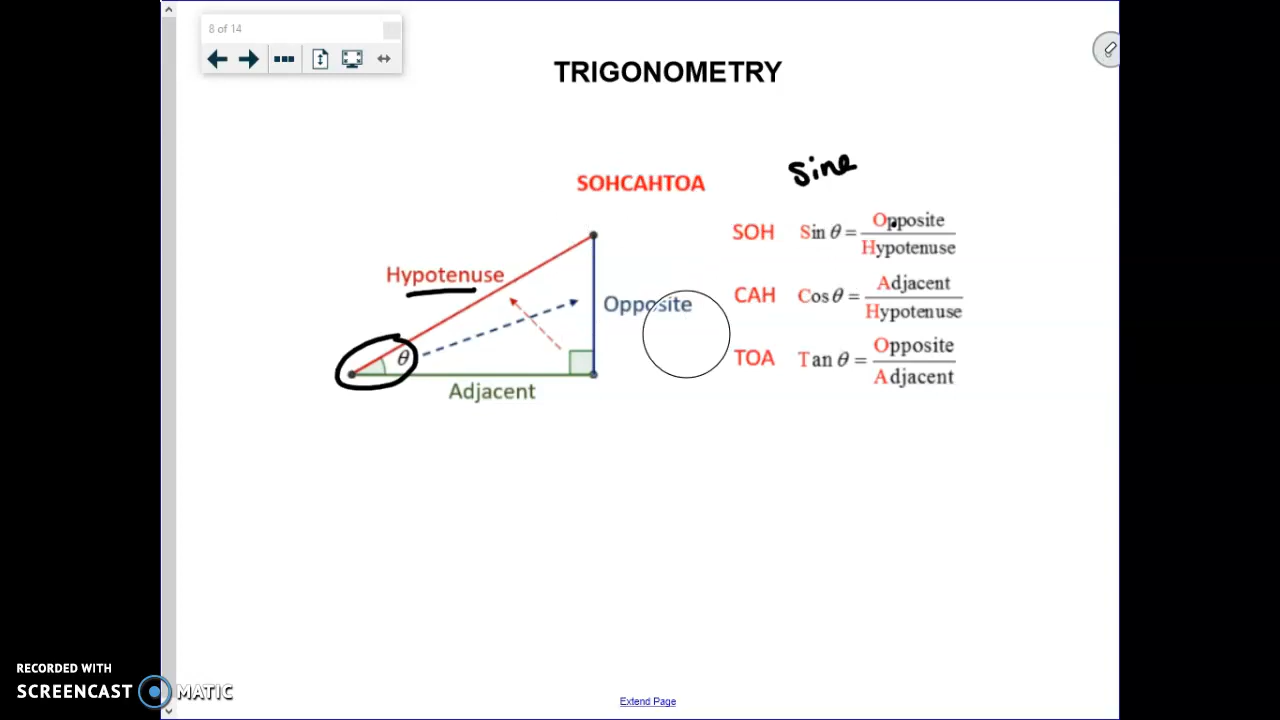 8 of 14
TRIGONOMETRY
sine
SOHCAHTOA
SOH Sin θ = Opposite
Hypotenuse
Hypotenuse
CAH Cos θ = Adjacent
Hypotenuse
Opposite
TOA Tan θ = Opposite
Adjacent
θ
Adjacent
RECORDED WITH
SCREENCAST MATIC
Extend Page